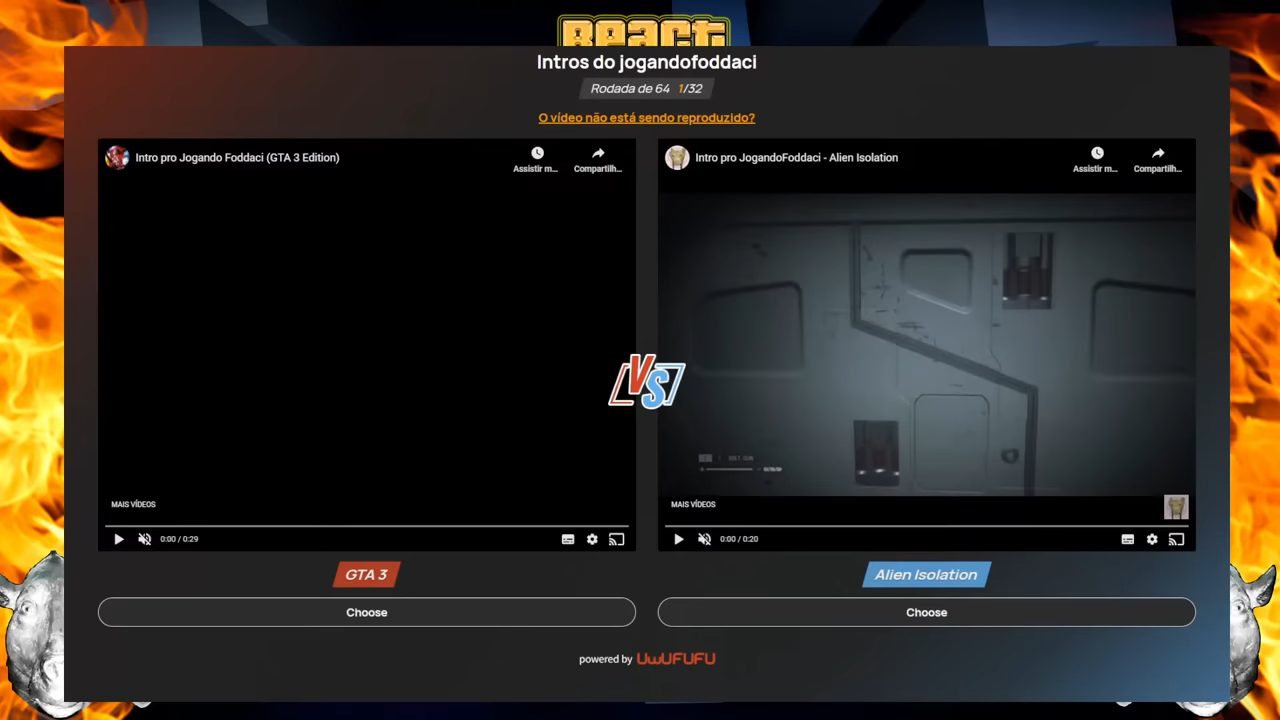 React
Intros do jogandofoddaci
Rodada de 64 1/32
O vídeo não está sendo reproduzido?
Intro pro Jogando Foddaci (GTA 3 Edition)
Assistir m...
Compartilh...
MAIS VÍDEOS
0:00 / 0:29
GTA 3
Choose
VS
Intro pro JogandoFoddaci - Alien Isolation
Assistir m...
Compartilh...
MAIS VÍDEOS
0:00 / 0:20
Alien Isolation
Choose
powered by UwUFUFU